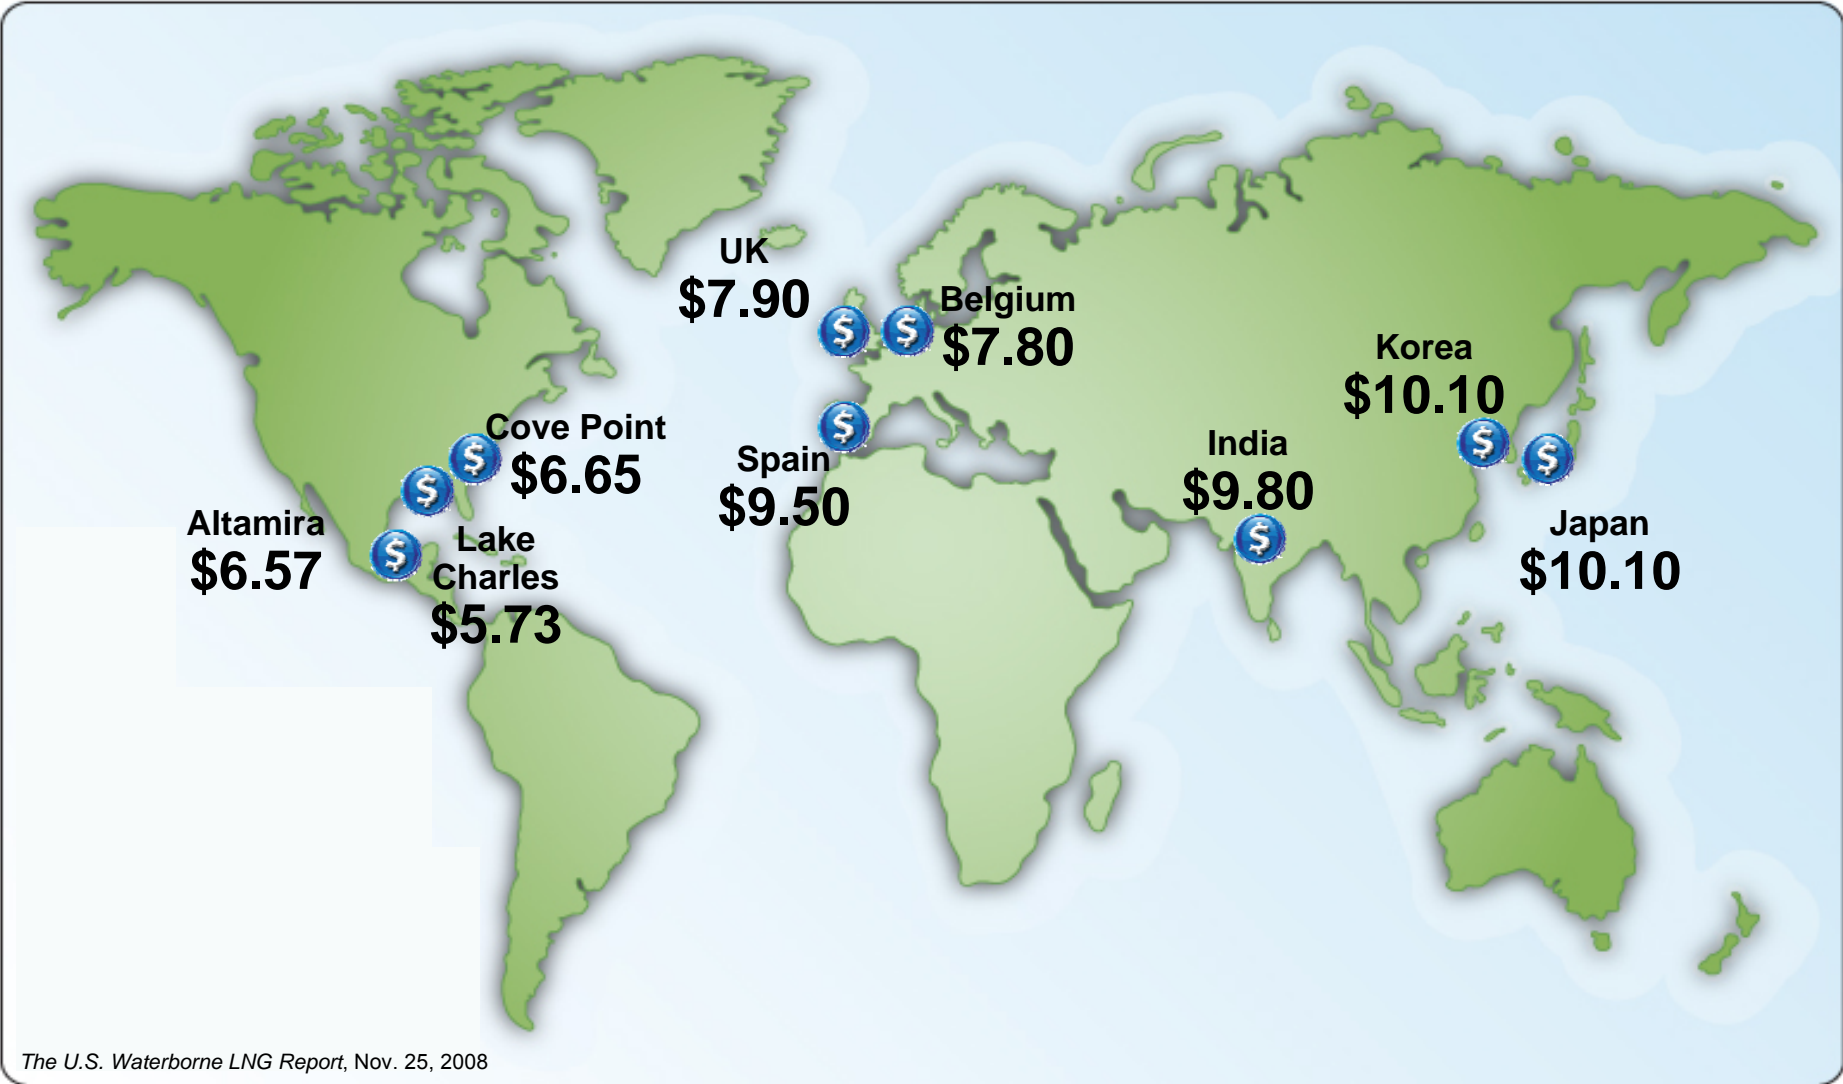 UK
$7.90
Belgium
$7.80
Korea
$10.10
Cove Point
$6.65
Spain
$9.50
India
$9.80
Altamira
$6.57
Lake
Charles
$5.73
Japan
$10.10
The U.S. Waterborne LNG Report, Nov. 25, 2008